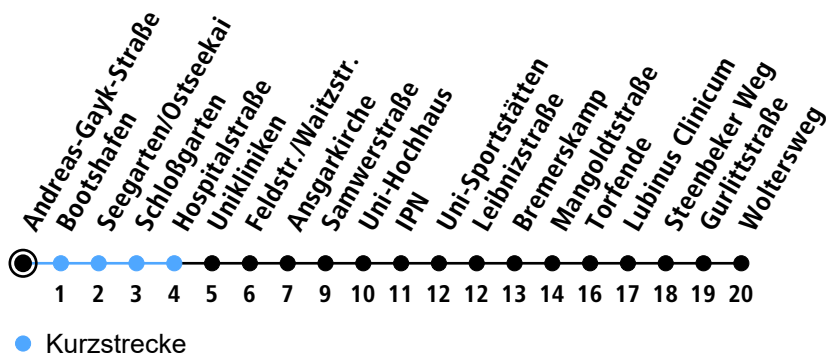 Andreas-Gayk-Straße
Bootshafen
Seegarten/Ostseekai
Schloßgarten
Hospitalstraße
Unikliniken
Feldstr./Waitzstr.
Ansgarkirche
Samwerstraße
Uni-Hochhaus
IPN
Uni-Sportstätten
Leibnizstraße
Bremerskamp
Mangoldtstraße
Torfende
Lubinus Clinicum
Steenbeker Weg
Gurlittstraße
Woltersweg
1 2 3 4 5 6 7 9 10 11 12 12 13 14 16 17 18 19 20
Kurzstrecke